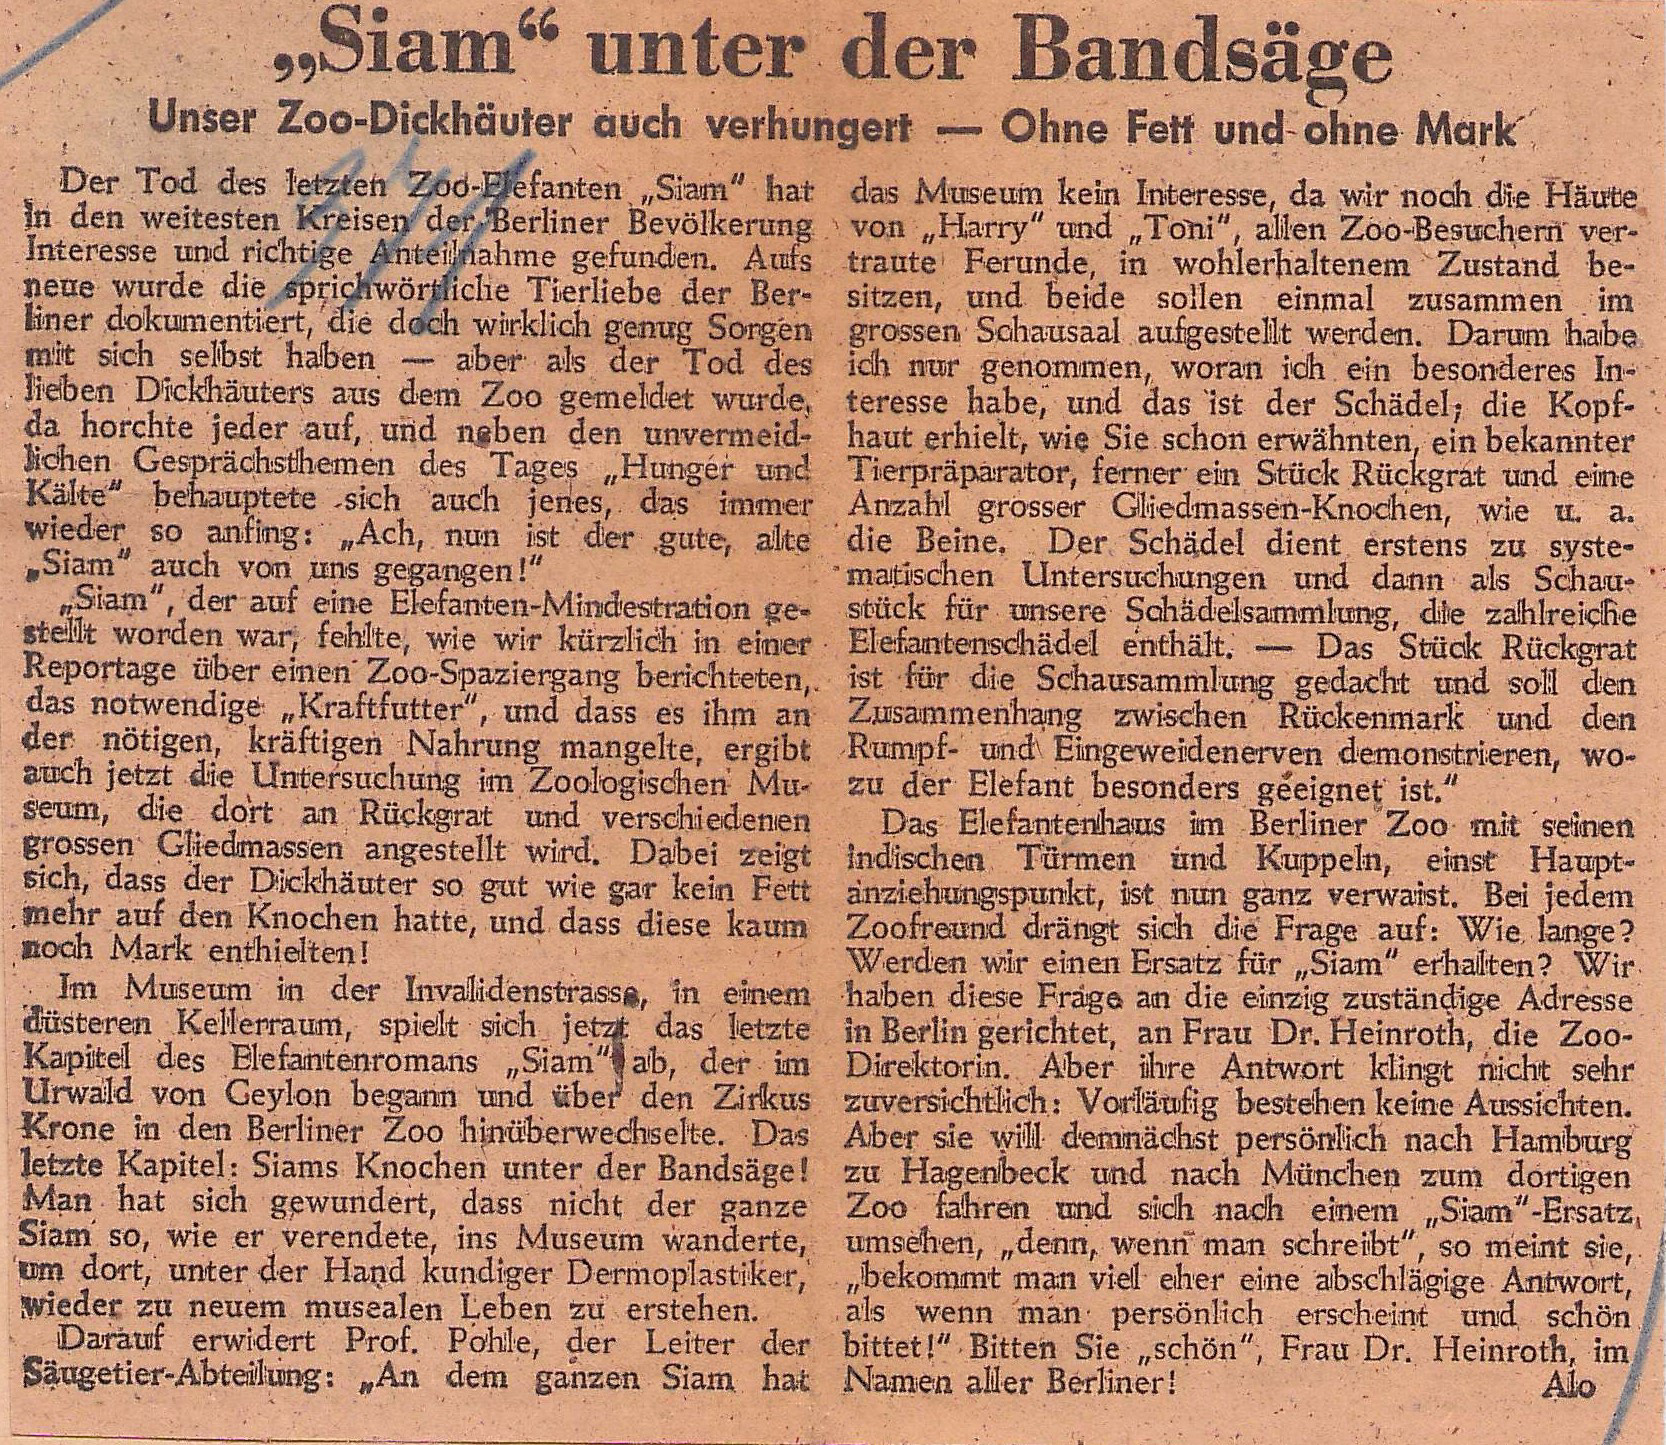 „Siam“ unter der Bandsäge
Unser Zoo-Dickhäuter auch verhungert — Ohne Fett und ohne Mark
Der Tod des letzten Zoo-Elefanten „Siam“ hat
in den weitesten Kreisen der Berliner Bevölkerung
Interesse und richtige Anteilnahme gefunden. Aufs
neue wurde die sprichwörtliche Tierliebe der Ber-
liner dokumentiert, die doch wirklich genug Sorgen
mit sich selbst haben — aber als der Tod des
lieben Dickhäuters aus dem Zoo gemeldet wurde,
da horchte jeder auf, und neben den unvermeid-
lichen Gesprächsthemen des Tages „Hunger und
Kälte“ behauptete sich auch jenes, das immer
wieder so anfing: „Ach, nun ist der gute, alte
„Siam“ auch von uns gegangen!“
„Siam“, der auf eine Elefanten-Mindestration ge-
stellt worden war, fehlte, wie wir kürzlich in einer
Reportage über einen Zoo-Spaziergang berichteten,
das notwendige „Kraftfutter“, und dass es ihm an
der nötigen, kräftigen Nahrung mangelte, ergibt
auch jetzt die Untersuchung im Zoologischen Mu-
seum, die dort an Rückgrat und verschiedenen
grossen Gliedmassen angestellt wird. Dabei zeigt
sich, dass der Dickhäuter so gut wie gar kein Fett
mehr auf den Knochen hatte, und dass diese kaum
noch Mark enthielten!
Im Museum in der Invalidenstrasse, in einem
düsteren Kellerraum, spielt sich jetzt das letzte
Kapitel des Elefantenromans „Siam“ ab, der im
Urwald von Ceylon begann und über den Zirkus
Krone in den Berliner Zoo hinüberwechselte. Das
letzte Kapitel: Siams Knochen unter der Bandsäge!
Man hat sich gewundert, dass nicht der ganze
Siam so, wie er verendete, ins Museum wanderte,
um dort, unter der Hand kundiger Dermoplastiker,
wieder zu neuem musealen Leben zu erstehen.
Darauf erwidert Prof. Pohle, der Leiter der
Säugetier-Abteilung: „An dem ganzen Siam hat
das Museum kein Interesse, da wir noch die Häute
von „Harry“ und „Toni“, allen Zoo-Besuchern ver-
traute Ferunde, in wohlerhaltenem Zustand be-
sitzen, und beide sollen einmal zusammen im
grossen Schausaal aufgestellt werden. Darum habe
ich nur genommen, woran ich ein besonderes In-
teresse habe, und das ist der Schädel; die Kopf-
haut erhielt, wie Sie schon erwähnten, ein bekannter
Tierpräparator, ferner ein Stück Rückgrat und eine
Anzahl grosser Gliedmassen-Knochen, wie u. a.
die Beine. Der Schädel dient erstens zu syste-
matischen Untersuchungen und dann als Schau-
stück für unsere Schädelsammlung, die zahlreiche
Elefantenschädel enthält. — Das Stück Rückgrat
ist für die Schausammlung gedacht und soll den
Zusammenhang zwischen Rückenmark und den
Rumpf- und Eingeweidenerven demonstrieren, wo-
zu der Elefant besonders geeignet ist.“
Das Elefantenhaus im Berliner Zoo mit seinen
indischen Türmen und Kuppeln, einst Haupt-
anziehungspunkt, ist nun ganz verwaist. Bei jedem
Zoofreund drängt sich die Frage auf: Wie lange?
Werden wir einen Ersatz für „Siam“ erhalten? Wir
haben diese Frage an die einzig zuständige Adresse
in Berlin gerichtet, an Frau Dr. Heinroth, die Zoo-
Direktorin. Aber ihre Antwort klingt nicht sehr
zuversichtlich: Vorläufig bestehen keine Aussichten.
Aber sie will demnächst persönlich nach Hamburg
zu Hagenbeck und nach München zum dortigen
Zoo fahren und sich nach einem „Siam“-Ersatz
umsehen, „denn, wenn man schreibt“, so meint sie,
„bekommt man viel eher eine abschlägige Antwort,
als wenn man persönlich erscheint und schön
bittet!“ Bitten Sie „schön“, Frau Dr. Heinroth, im
Namen aller Berliner!
Alo